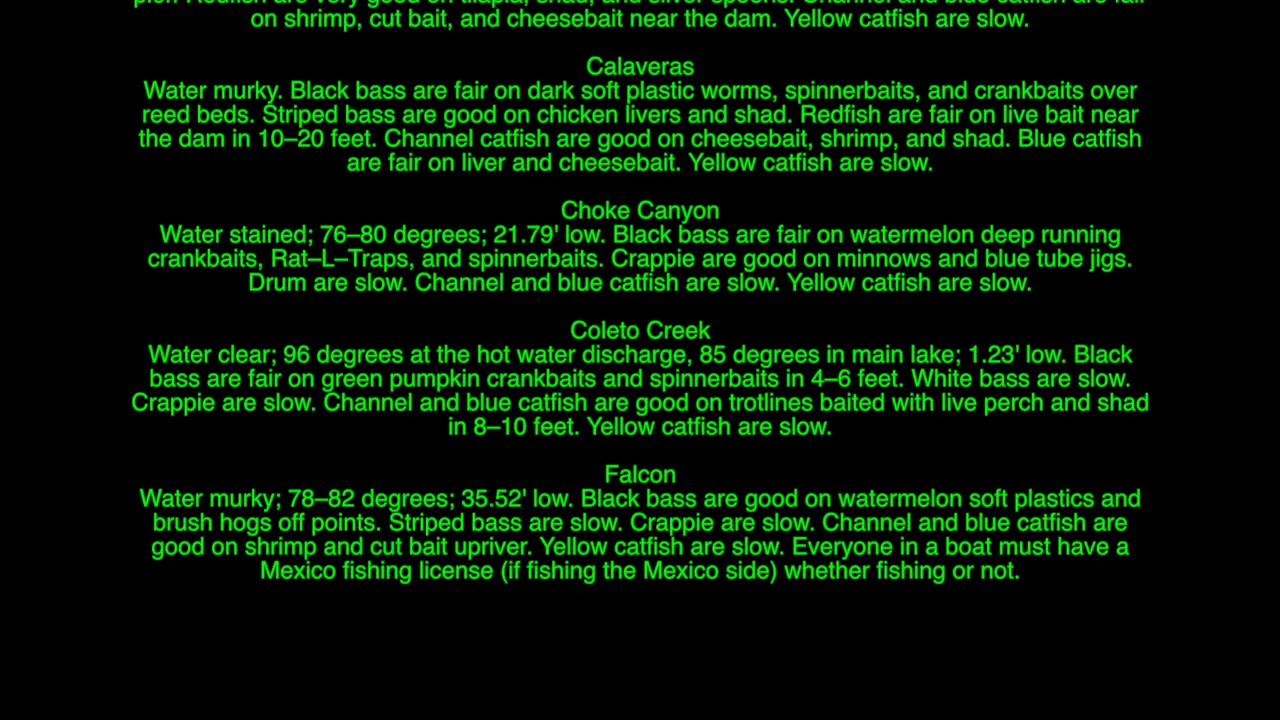 on shrimp, cut bait, and cheesebait near the dam. Yellow catfish are slow.
Calaveras
Water murky. Black bass are fair on dark soft plastic worms, spinnerbaits, and crankbaits over
reed beds. Striped bass are good on chicken livers and shad. Redfish are fair on live bait near
the dam in 10–20 feet. Channel catfish are good on cheesebait, shrimp, and shad. Blue catfish
are fair on liver and cheesebait. Yellow catfish are slow.
Choke Canyon
Water stained; 76–80 degrees; 21.79' low. Black bass are fair on watermelon deep running
crankbaits, Rat–L–Traps, and spinnerbaits. Crappie are good on minnows and blue tube jigs.
Drum are slow. Channel and blue catfish are slow. Yellow catfish are slow.
Coleto Creek
Water clear; 96 degrees at the hot water discharge, 85 degrees in main lake; 1.23' low. Black
bass are fair on green pumpkin crankbaits and spinnerbaits in 4–6 feet. White bass are slow.
Crappie are slow. Channel and blue catfish are good on trotlines baited with live perch and shad
in 8–10 feet. Yellow catfish are slow.
Falcon
Water murky; 78–82 degrees; 35.52' low. Black bass are good on watermelon soft plastics and
brush hogs off points. Striped bass are slow. Crappie are slow. Channel and blue catfish are
good on shrimp and cut bait upriver. Yellow catfish are slow. Everyone in a boat must have a
Mexico fishing license (if fishing the Mexico side) whether fishing or not.